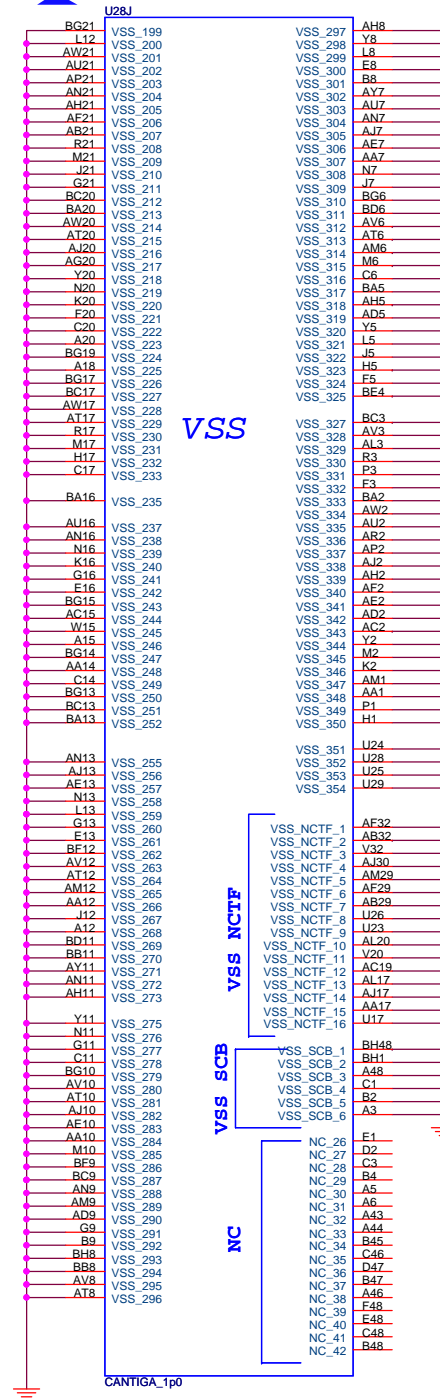 U28J
BG21 VSS_199
L12 VSS_200
AW21 VSS_201
AU21 VSS_202
AP21 VSS_203
AN21 VSS_204
AH21 VSS_205
AF21 VSS_206
AB21 VSS_207
R21 VSS_208
M21 VSS_209
J21 VSS_210
G21 VSS_211
BC20 VSS_212
BA20 VSS_213
AW20 VSS_214
AT20 VSS_215
AJ20 VSS_216
AG20 VSS_217
Y20 VSS_218
N20 VSS_219
K20 VSS_220
F20 VSS_221
C20 VSS_222
A20 VSS_223
BG19 VSS_224
A18 VSS_225
BG17 VSS_226
BC17 VSS_227
AW17 VSS_228
AT17 VSS_229
R17 VSS_230
M17 VSS_231
H17 VSS_232
C17 VSS_233
BA16 VSS_235
AU16 VSS_237
AN16 VSS_238
N16 VSS_239
K16 VSS_240
G16 VSS_241
E16 VSS_242
BG15 VSS_243
AC15 VSS_244
W15 VSS_245
A15 VSS_246
BG14 VSS_247
AA14 VSS_248
C14 VSS_249
BG13 VSS_250
BC13 VSS_251
BA13 VSS_252
AN13 VSS_255
AJ13 VSS_256
AE13 VSS_257
N13 VSS_258
L13 VSS_259
G13 VSS_260
E13 VSS_261
BF12 VSS_262
AV12 VSS_263
AT12 VSS_264
AM12 VSS_265
AA12 VSS_266
J12 VSS_267
A12 VSS_268
BD11 VSS_269
BB11 VSS_270
AY11 VSS_271
AN11 VSS_272
AH11 VSS_273
Y11 VSS_275
N11 VSS_276
G11 VSS_277
C11 VSS_278
BG10 VSS_279
AV10 VSS_280
AT10 VSS_281
AJ10 VSS_282
AE10 VSS_283
AA10 VSS_284
M10 VSS_285
BF9 VSS_286
BC9 VSS_287
AN9 VSS_288
AM9 VSS_289
AD9 VSS_290
G9 VSS_291
B9 VSS_292
BH8 VSS_293
BB8 VSS_294
AV8 VSS_295
AT8 VSS_296
VSS
VSS_297 AH8
VSS_298 Y8
VSS_299 L8
VSS_300 E8
VSS_301 B8
VSS_302 AY7
VSS_303 AU7
VSS_304 AN7
VSS_305 AJ7
VSS_306 AE7
VSS_307 AA7
VSS_308 N7
VSS_309 J7
VSS_310 BG6
VSS_311 BD6
VSS_312 AV6
VSS_313 AT6
VSS_314 AM6
VSS_315 M6
VSS_316 C6
VSS_317 BA5
VSS_318 AH5
VSS_319 AD5
VSS_320 Y5
VSS_321 L5
VSS_322 J5
VSS_323 H5
VSS_324 F5
VSS_325 BE4
VSS_327 BC3
VSS_328 AV3
VSS_329 AL3
VSS_330 R3
VSS_331 P3
VSS_332 F3
VSS_333 BA2
VSS_334 AW2
VSS_335 AU2
VSS_336 AR2
VSS_337 AP2
VSS_338 AJ2
VSS_339 AH2
VSS_340 AF2
VSS_341 AE2
VSS_342 AD2
VSS_343 AC2
VSS_344 Y2
VSS_345 M2
VSS_346 K2
VSS_347 AM1
VSS_348 AA1
VSS_349 P1
VSS_350 H1
VSS_351 U24
VSS_352 U28
VSS_353 U25
VSS_354 U29
VSS NCTF
VSS_NCTF_1 AF32
VSS_NCTF_2 AB32
VSS_NCTF_3 V32
VSS_NCTF_4 AJ30
VSS_NCTF_5 AM29
VSS_NCTF_6 AF29
VSS_NCTF_7 AB29
VSS_NCTF_8 U26
VSS_NCTF_9 U23
VSS_NCTF_10 AL20
VSS_NCTF_11 V20
VSS_NCTF_12 AC19
VSS_NCTF_13 AL17
VSS_NCTF_14 AJ17
VSS_NCTF_15 AA17
VSS_NCTF_16 U17
VSS SCB
VSS_SCB_1 BH48
VSS_SCB_2 BH1
VSS_SCB_3 A48
VSS_SCB_4 C1
VSS_SCB_5 B2
VSS_SCB_6 A3
NC
NC_26 E1
NC_27 D2
NC_28 C3
NC_29 B4
NC_30 A5
NC_31 A6
NC_32 A43
NC_33 A44
NC_34 B45
NC_35 C46
NC_36 D47
NC_37 B47
NC_38 A46
NC_39 F48
NC_40 E48
NC_41 C48
NC_42 B48
CANTIGA_1p0